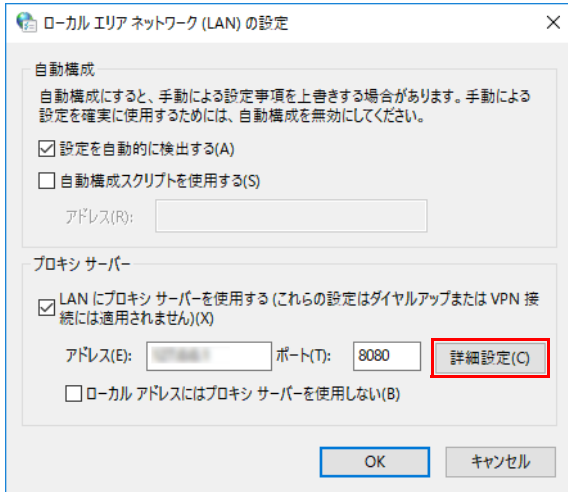 ローカル エリア ネットワーク (LAN) の設定
自動構成
自動構成にすると、手動による設定事項を上書きする場合があります。手動による
設定を確実に使用するためには、自動構成を無効にしてください。
設定を自動的に検出する(A)
自動構成スクリプトを使用する(S)
アドレス(R):
プロキシ サーバー
LAN にプロキシ サーバーを使用する (これらの設定はダイヤルアップまたは VPN 接
続には適用されません)(X)
アドレス(E): ポート(T): 8080 詳細設定(C)
ローカル アドレスにはプロキシ サーバーを使用しない(B)
OK キャンセル